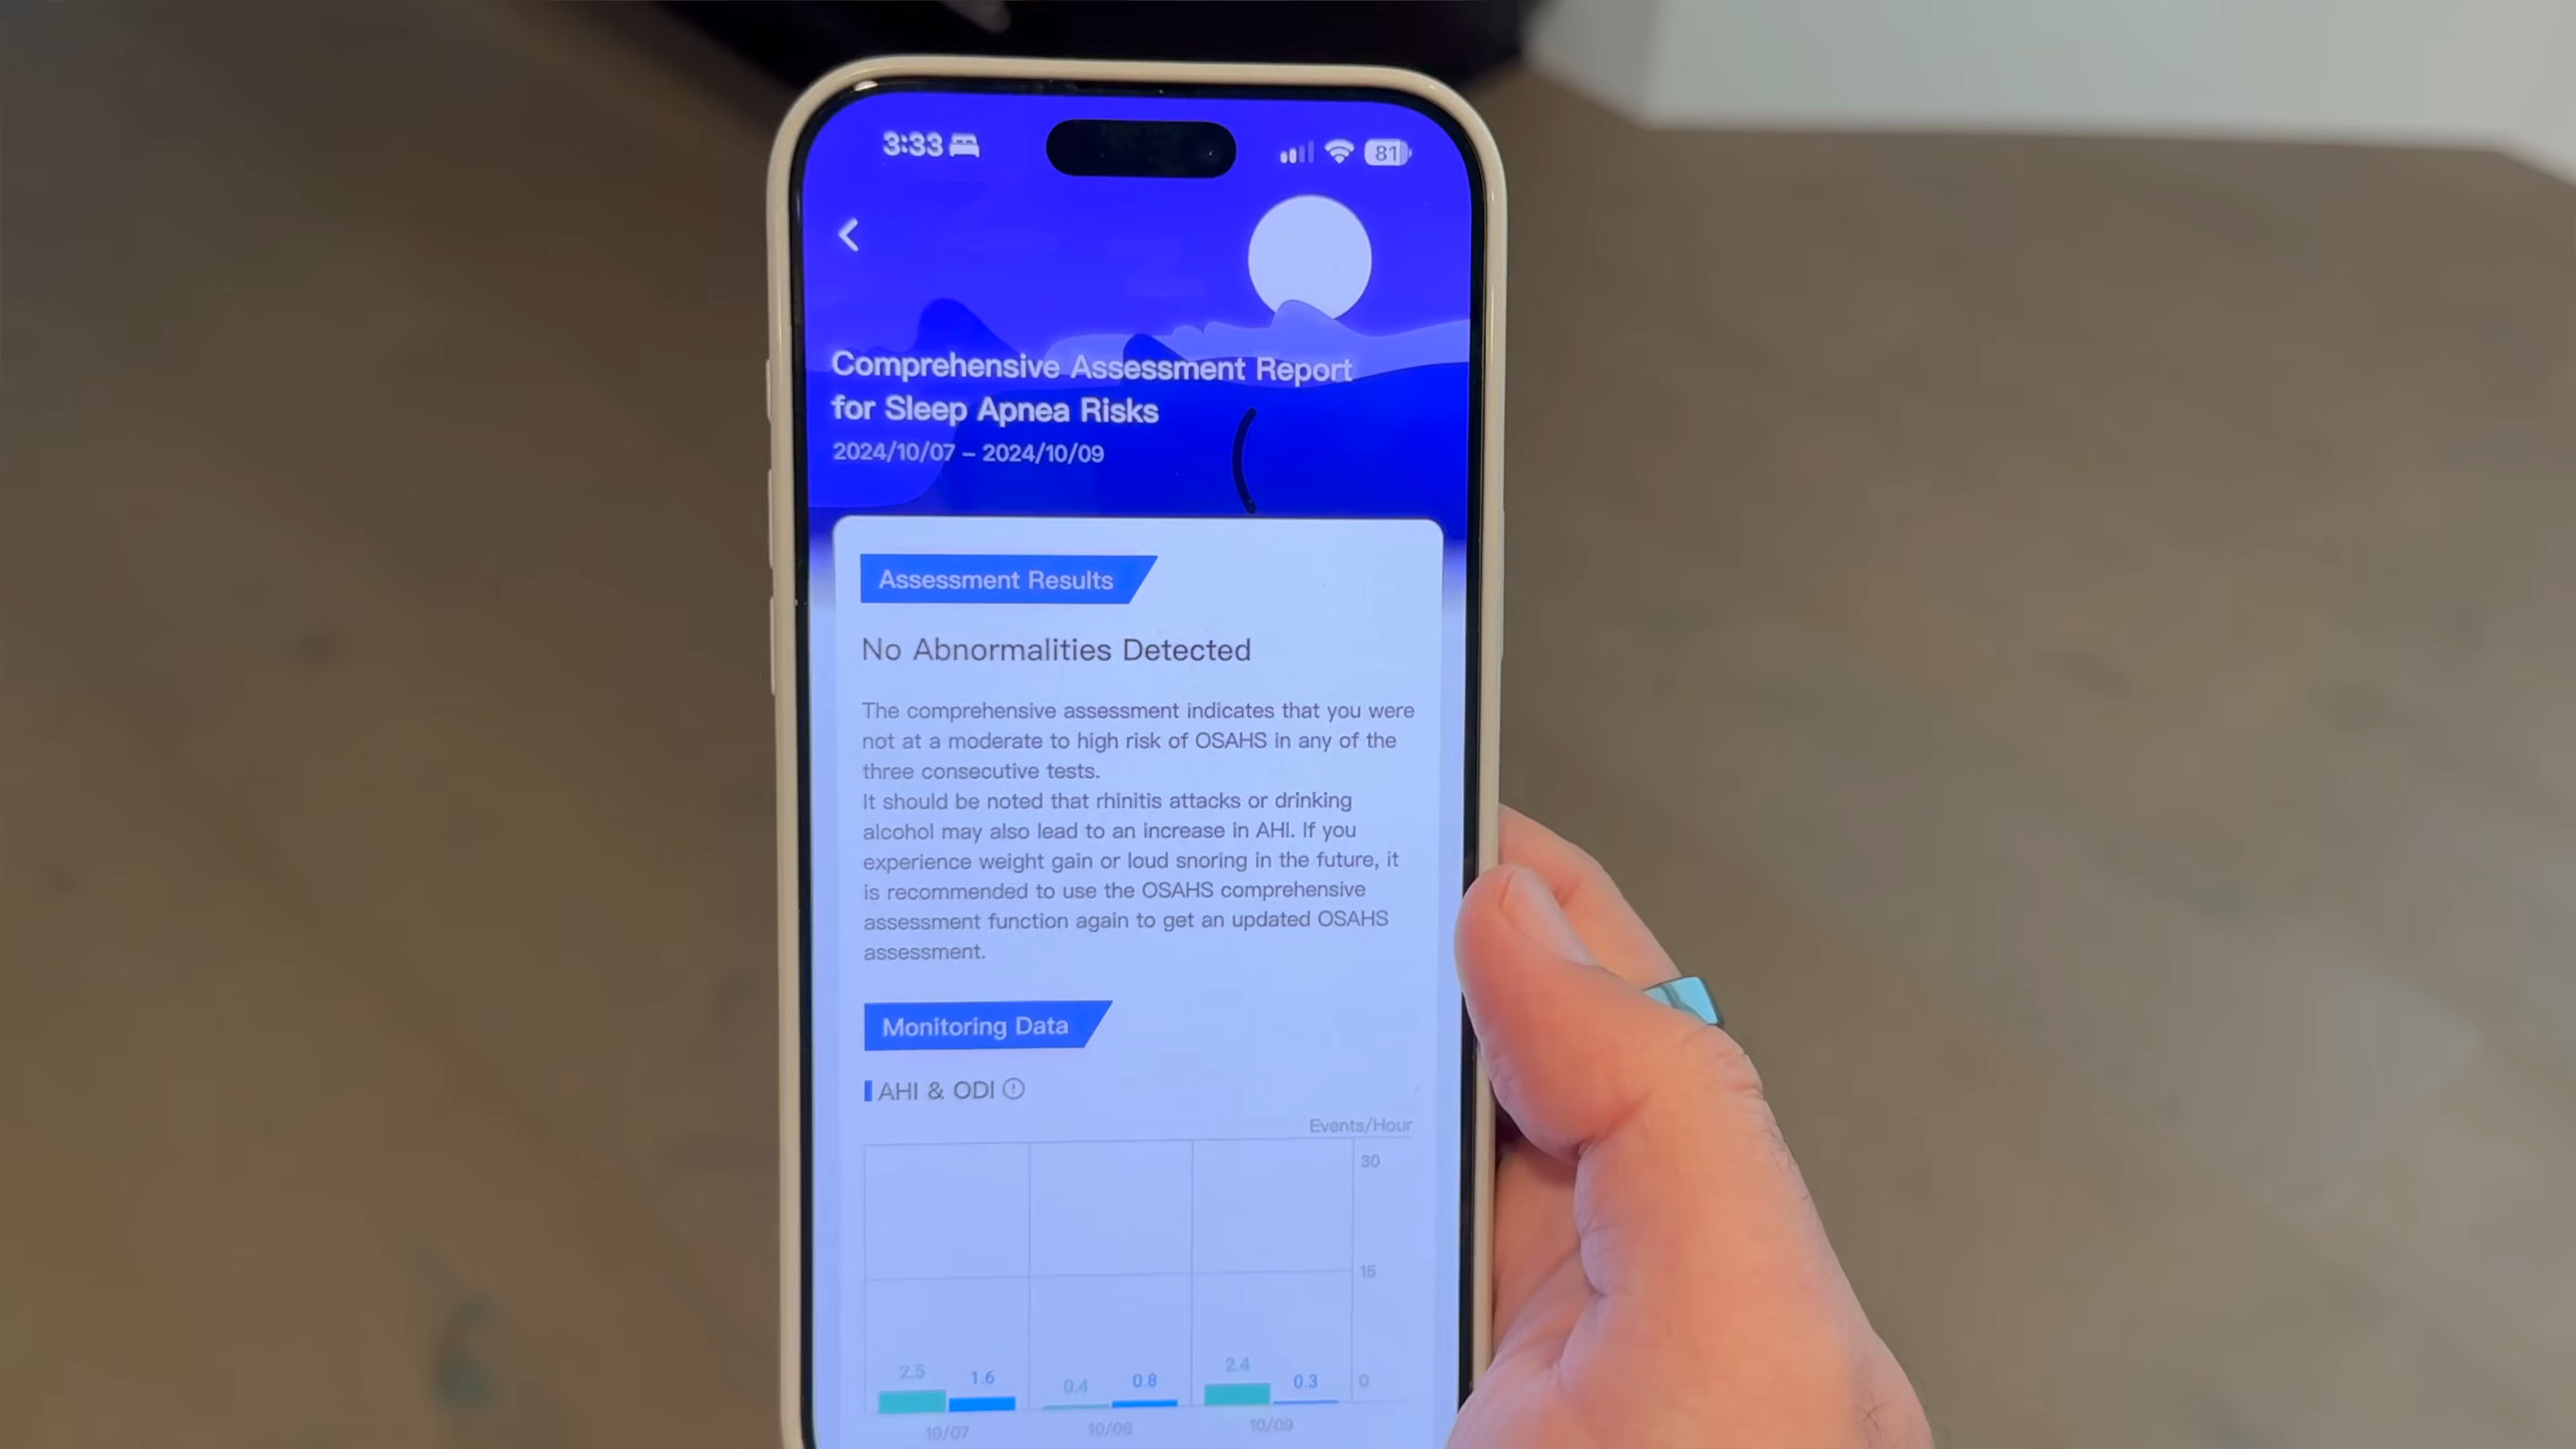 3:33
81
Comprehensive Assessment Report
for Sleep Apnea Risks
2024/10/07 – 2024/10/09
Assessment Results
No Abnormalities Detected
The comprehensive assessment indicates that you were
not at a moderate to high risk of OSAHS in any of the
three consecutive tests.
It should be noted that rhinitis attacks or drinking
alcohol may also lead to an increase in AHI. If you
experience weight gain or loud snoring in the future, it
is recommended to use the OSAHS comprehensive
assessment function again to get an updated OSAHS
assessment.
Monitoring Data
AHI & ODI
Events/Hour
30
15
2.5 1.6 0.4 0.8 2.4 0.3 0
10/07 10/08 10/09